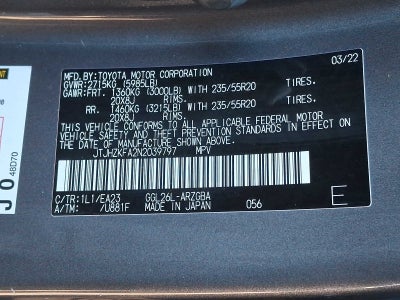 MFD.BY:TOYOTA MOTOR CORPORATION 03/22
GVWR:2715KG (5985LB)
GAWR:FRT. 1360KG (3000LB) WITH 235/55R20 TIRES.
20X8J RIMS.
RR. 1460KG (3215LB) WITH 235/55R20 TIRES.
20X8J RIMS.
THIS VEHICLE CONFORMS TO ALL APPLICABLE FEDERAL MOTOR
VEHICLE SAFETY AND THEFT PREVENTION STANDARDS IN
EFFECT ON THE DATE OF MANUFACTURE SHOWN ABOVE.
JTJHZKFA2N2039797 MPV
C/TR:1L1/EA23 GGL26L-ARZGBA
A/TM: /U881F MADE IN JAPAN 056
E
J O 48D70